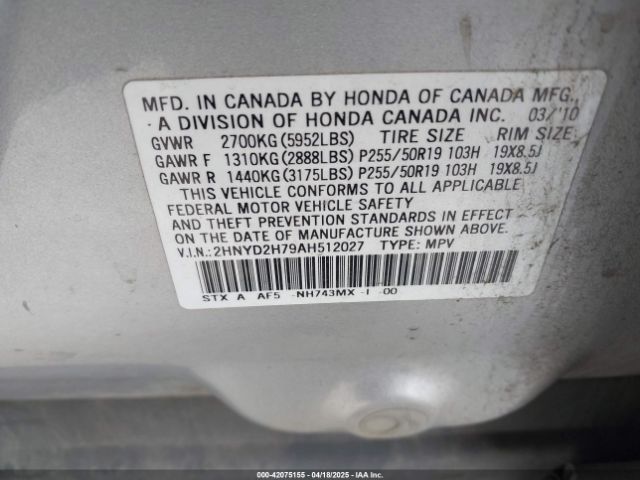 MFD. IN CANADA BY HONDA OF CANADA MFG.,
A DIVISION OF HONDA CANADA INC. 03/'10
GVWR 2700KG(5952LBS) TIRE SIZE RIM SIZE
GAWR F 1310KG(2888LBS) P255/50R19 103H 19X8.5J
GAWR R 1440KG(3175LBS) P255/50R19 103H 19X8.5J
THIS VEHICLE CONFORMS TO ALL APPLICABLE
FEDERAL MOTOR VEHICLE SAFETY
AND THEFT PREVENTION STANDARDS IN EFFECT
ON THE DATE OF MANUFACTURE SHOWN ABOVE.
V.I.N.: 2HNYD2H79AH512027 TYPE: MPV
STX A AF5 -NH743MX -I -00
000-42075155 - 04/18/2025 - IAA Inc.